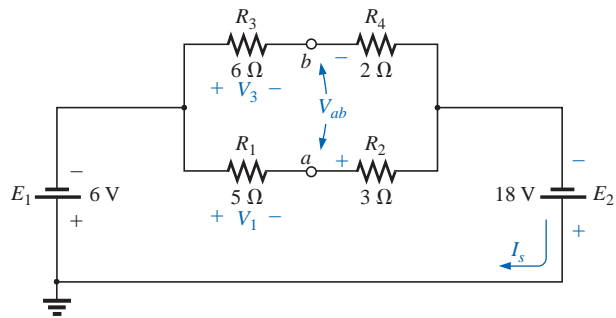 R3 R4
b
6 Ω − 2 Ω
+ V3 −
Vab
R1 a R2
+
5 Ω 3 Ω
+ V1 −
E1 − 6 V +
18 V − E2 +
Is